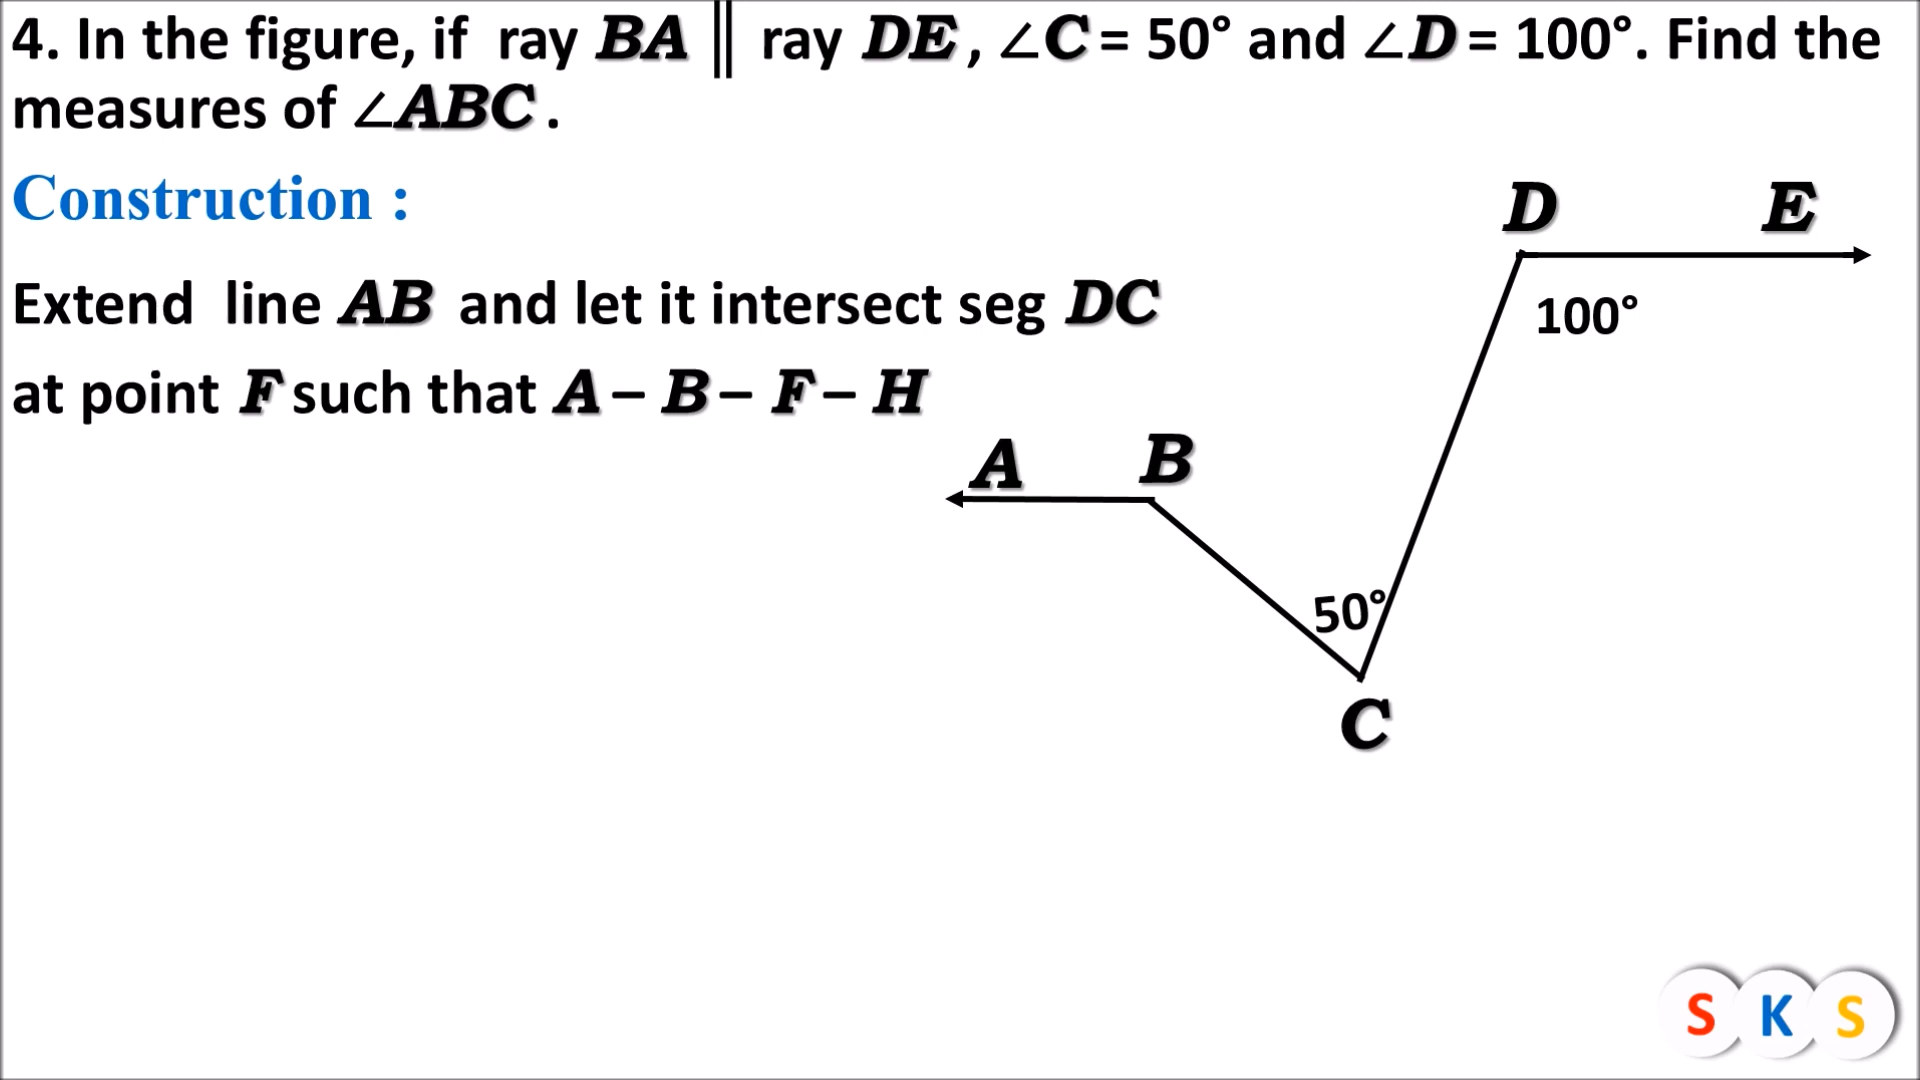 4. In the figure, if ray BA || ray DE, ∠C = 50° and ∠D = 100°. Find the
measures of ∠ABC.
Construction :
Extend line AB and let it intersect seg DC
at point F such that A – B – F – H
D E
100°
A B
50°
C
S K S